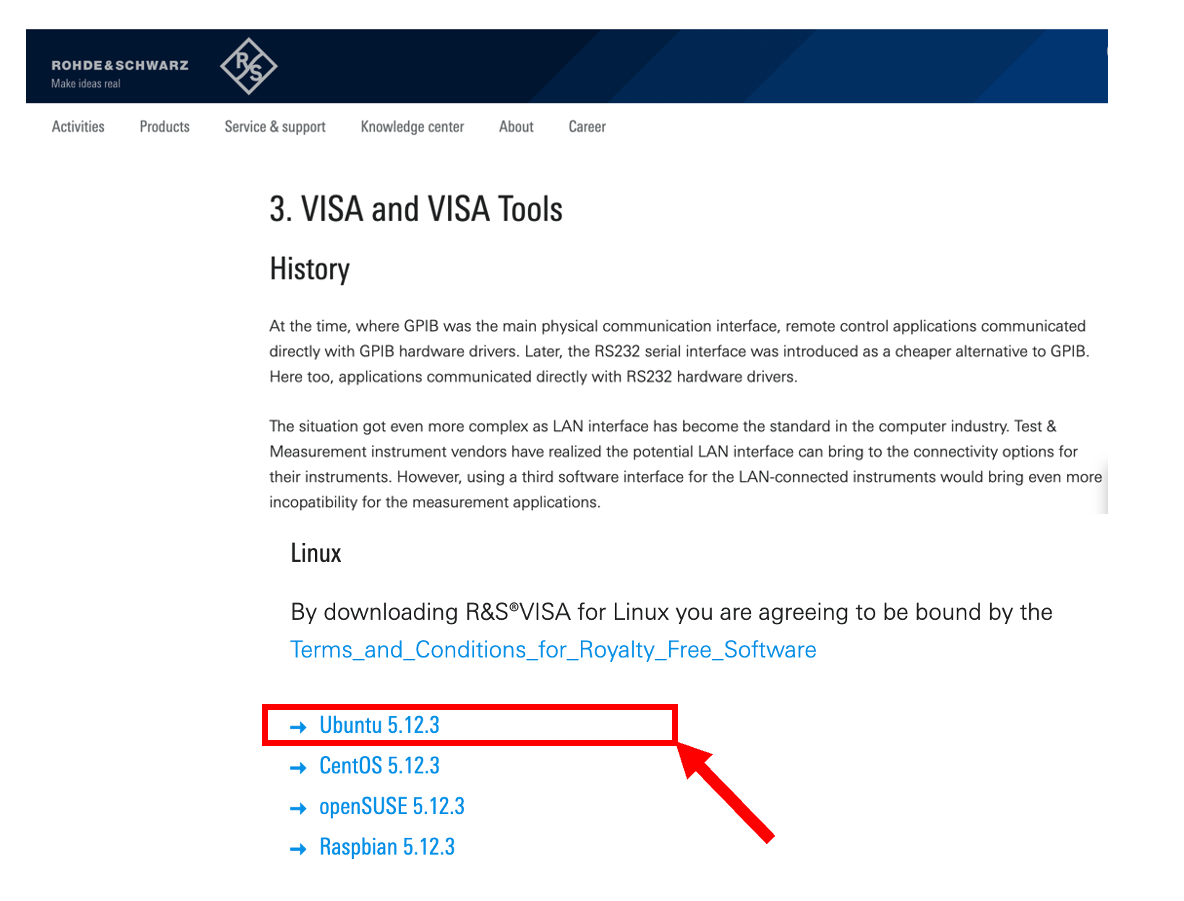 ROHDE&SCHWARZ
Make ideas real
R S
Activities Products Service & support Knowledge center About Career
3. VISA and VISA Tools
History
At the time, where GPIB was the main physical communication interface, remote control applications communicated
directly with GPIB hardware drivers. Later, the RS232 serial interface was introduced as a cheaper alternative to GPIB.
Here too, applications communicated directly with RS232 hardware drivers.
The situation got even more complex as LAN interface has become the standard in the computer industry. Test &
Measurement instrument vendors have realized the potential LAN interface can bring to the connectivity options for
their instruments. However, using a third software interface for the LAN-connected instruments would bring even more
incopatibility for the measurement applications.
Linux
By downloading R&S®VISA for Linux you are agreeing to be bound by the
Terms_and_Conditions_for_Royalty_Free_Software
→ Ubuntu 5.12.3
→ CentOS 5.12.3
→ openSUSE 5.12.3
→ Raspbian 5.12.3